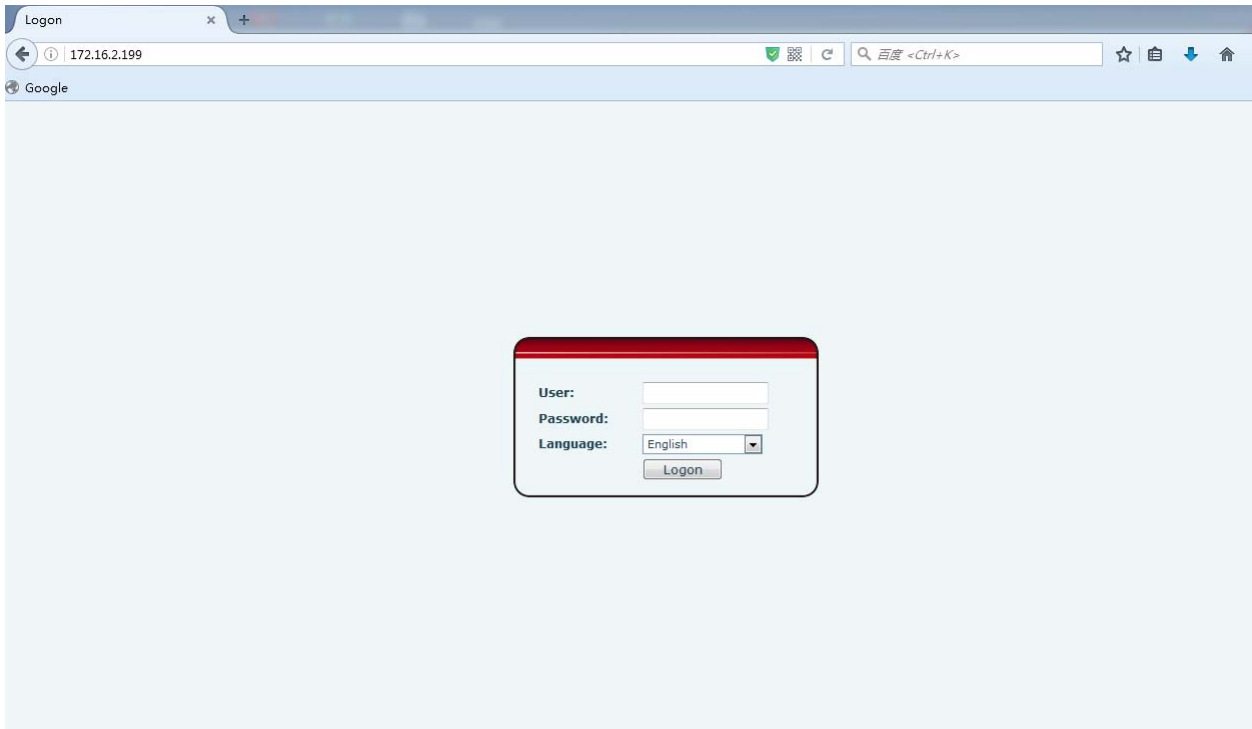 Logon
172.16.2.199
百度 <Ctrl+K>
Google
User:
Password:
Language: English
Logon